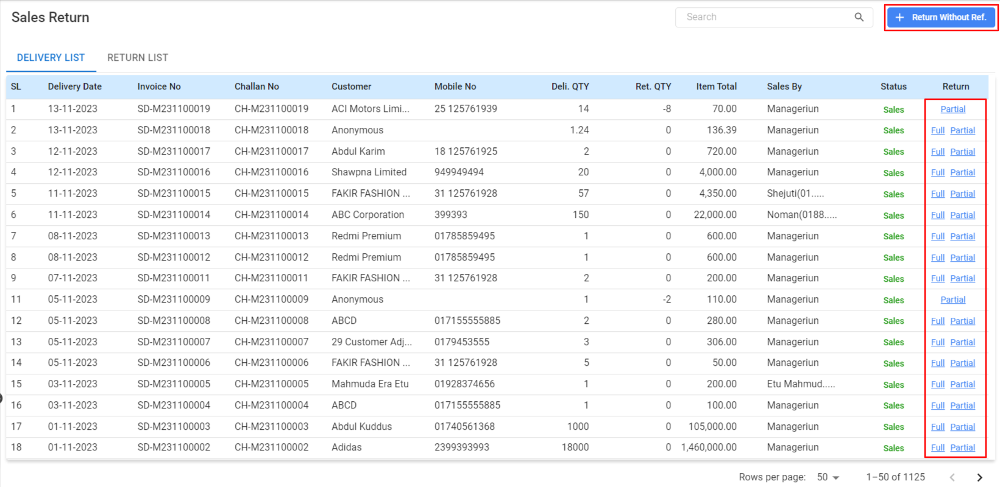 Sales Return Search + Return Without Ref.
DELIVERY LIST RETURN LIST
SL Delivery Date Invoice No Challan No Customer Mobile No Deli. QTY Ret. QTY Item Total Sales By Status Return
1 13-11-2023 SD-M231100019 CH-M231100019 ACI Motors Limi... 25 125761939 14 -8 70.00 Manageriun Sales Partial
2 13-11-2023 SD-M231100018 CH-M231100018 Anonymous 1.24 0 136.39 Manageriun Sales Full Partial
3 12-11-2023 SD-M231100017 CH-M231100017 Abdul Karim 18 125761925 2 0 720.00 Manageriun Sales Full Partial
4 12-11-2023 SD-M231100016 CH-M231100016 Shawpna Limited 949949494 20 0 4,000.00 Manageriun Sales Full Partial
5 11-11-2023 SD-M231100015 CH-M231100015 FAKIR FASHION ... 31 125761928 57 0 4,350.00 Shejuti(01..... Sales Full Partial
6 11-11-2023 SD-M231100014 CH-M231100014 ABC Corporation 399393 150 0 22,000.00 Noman(0188..... Sales Full Partial
7 08-11-2023 SD-M231100013 CH-M231100013 Redmi Premium 01785859495 1 0 600.00 Manageriun Sales Full Partial
8 08-11-2023 SD-M231100012 CH-M231100012 Redmi Premium 01785859495 1 0 600.00 Manageriun Sales Full Partial
9 07-11-2023 SD-M231100011 CH-M231100011 FAKIR FASHION ... 31 125761928 2 0 200.00 Manageriun Sales Full Partial
11 05-11-2023 SD-M231100009 CH-M231100009 Anonymous 1 -2 110.00 Manageriun Sales Partial
12 05-11-2023 SD-M231100008 CH-M231100008 ABCD 017155555885 2 0 280.00 Manageriun Sales Full Partial
13 05-11-2023 SD-M231100007 CH-M231100007 29 Customer Adj... 0179453555 3 0 306.00 Manageriun Sales Full Partial
14 05-11-2023 SD-M231100006 CH-M231100006 FAKIR FASHION ... 31 125761928 5 0 50.00 Manageriun Sales Full Partial
15 03-11-2023 SD-M231100005 CH-M231100005 Mahmuda Era Etu 01928374656 1 0 200.00 Etu Mahmud..... Sales Full Partial
16 03-11-2023 SD-M231100004 CH-M231100004 ABCD 017155555885 1 0 100.00 Manageriun Sales Full Partial
17 01-11-2023 SD-M231100003 CH-M231100003 Abdul Kuddus 01740561368 1000 0 105,000.00 Manageriun Sales Full Partial
18 01-11-2023 SD-M231100002 CH-M231100002 Adidas 2399393993 18000 0 1,460,000.00 Manageriun Sales Full Partial
Rows per page: 50 1–50 of 1125